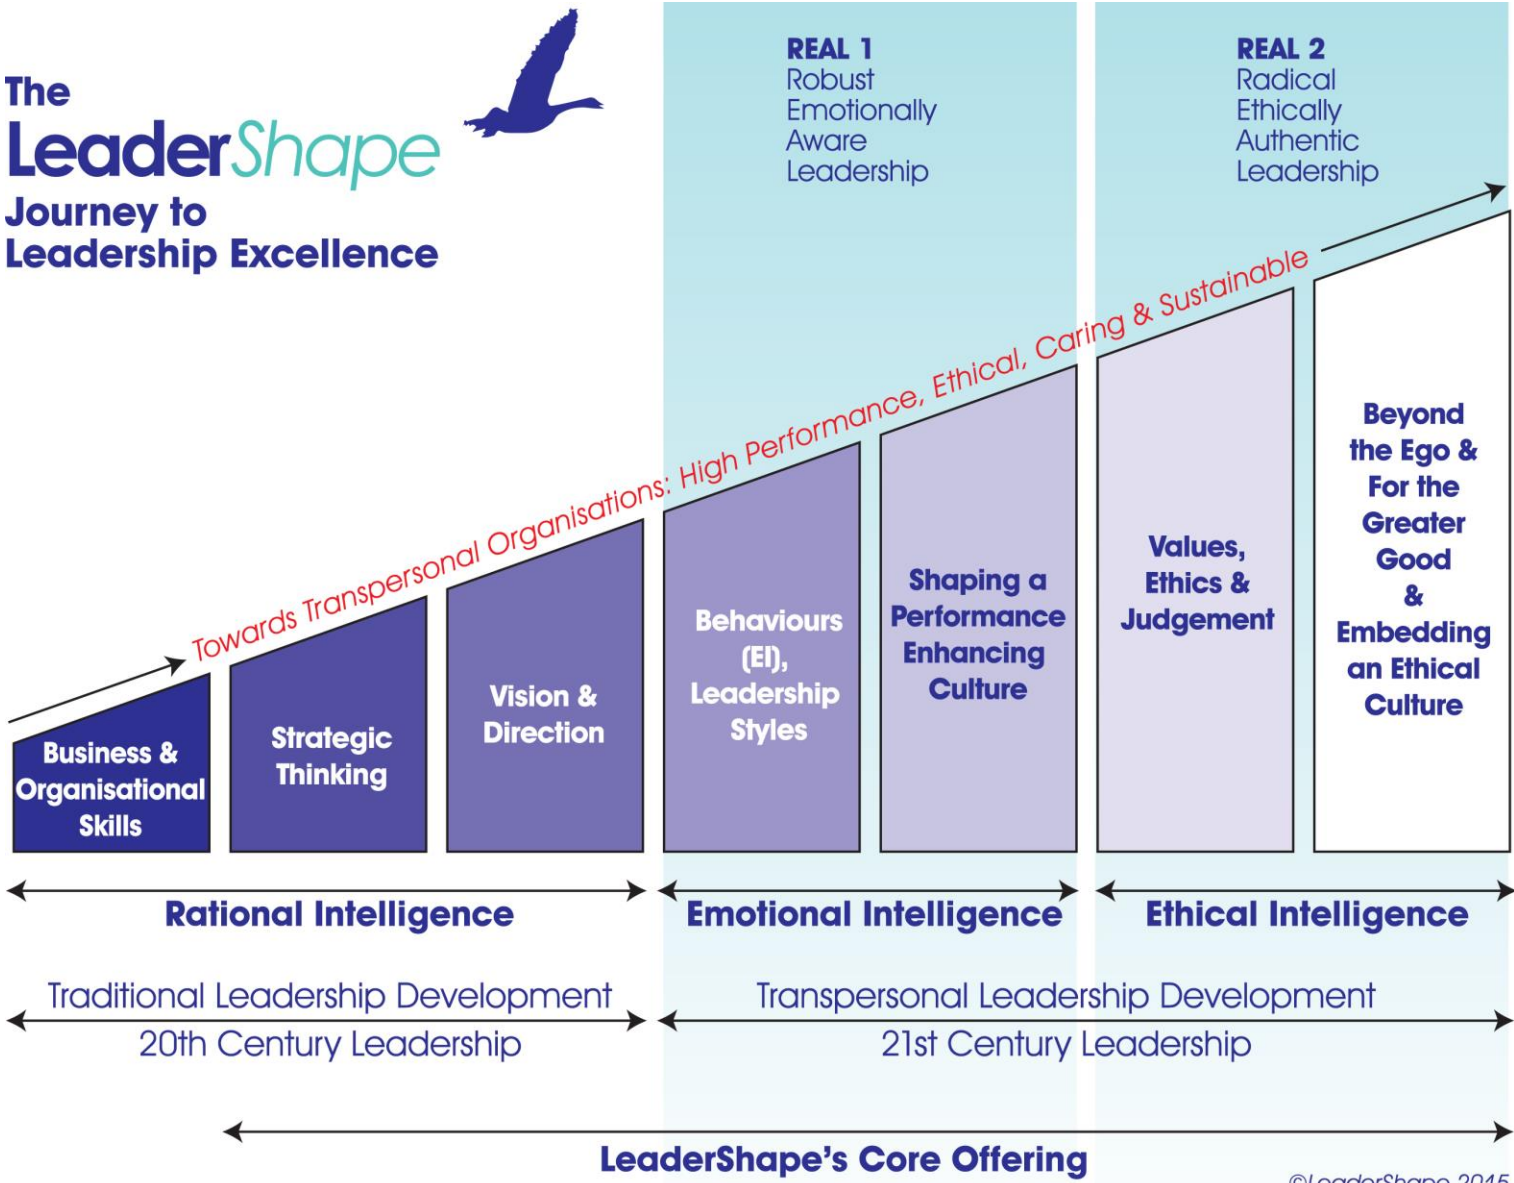 The
LeaderShape
Journey to
Leadership Excellence
REAL 1
Robust
Emotionally
Aware
Leadership
REAL 2
Radical
Ethically
Authentic
Leadership
Towards Transpersonal Organisations: High Performance, Ethical, Caring & Sustainable
Business &
Organisational
Skills
Strategic
Thinking
Vision &
Direction
Behaviours
(EI),
Leadership
Styles
Shaping a
Performance
Enhancing
Culture
Values,
Ethics &
Judgement
Beyond
the Ego &
For the
Greater
Good
&
Embedding
an Ethical
Culture
Rational Intelligence
Emotional Intelligence
Ethical Intelligence
Traditional Leadership Development
20th Century Leadership
Transpersonal Leadership Development
21st Century Leadership
LeaderShape's Core Offering
©LeaderShape 2015